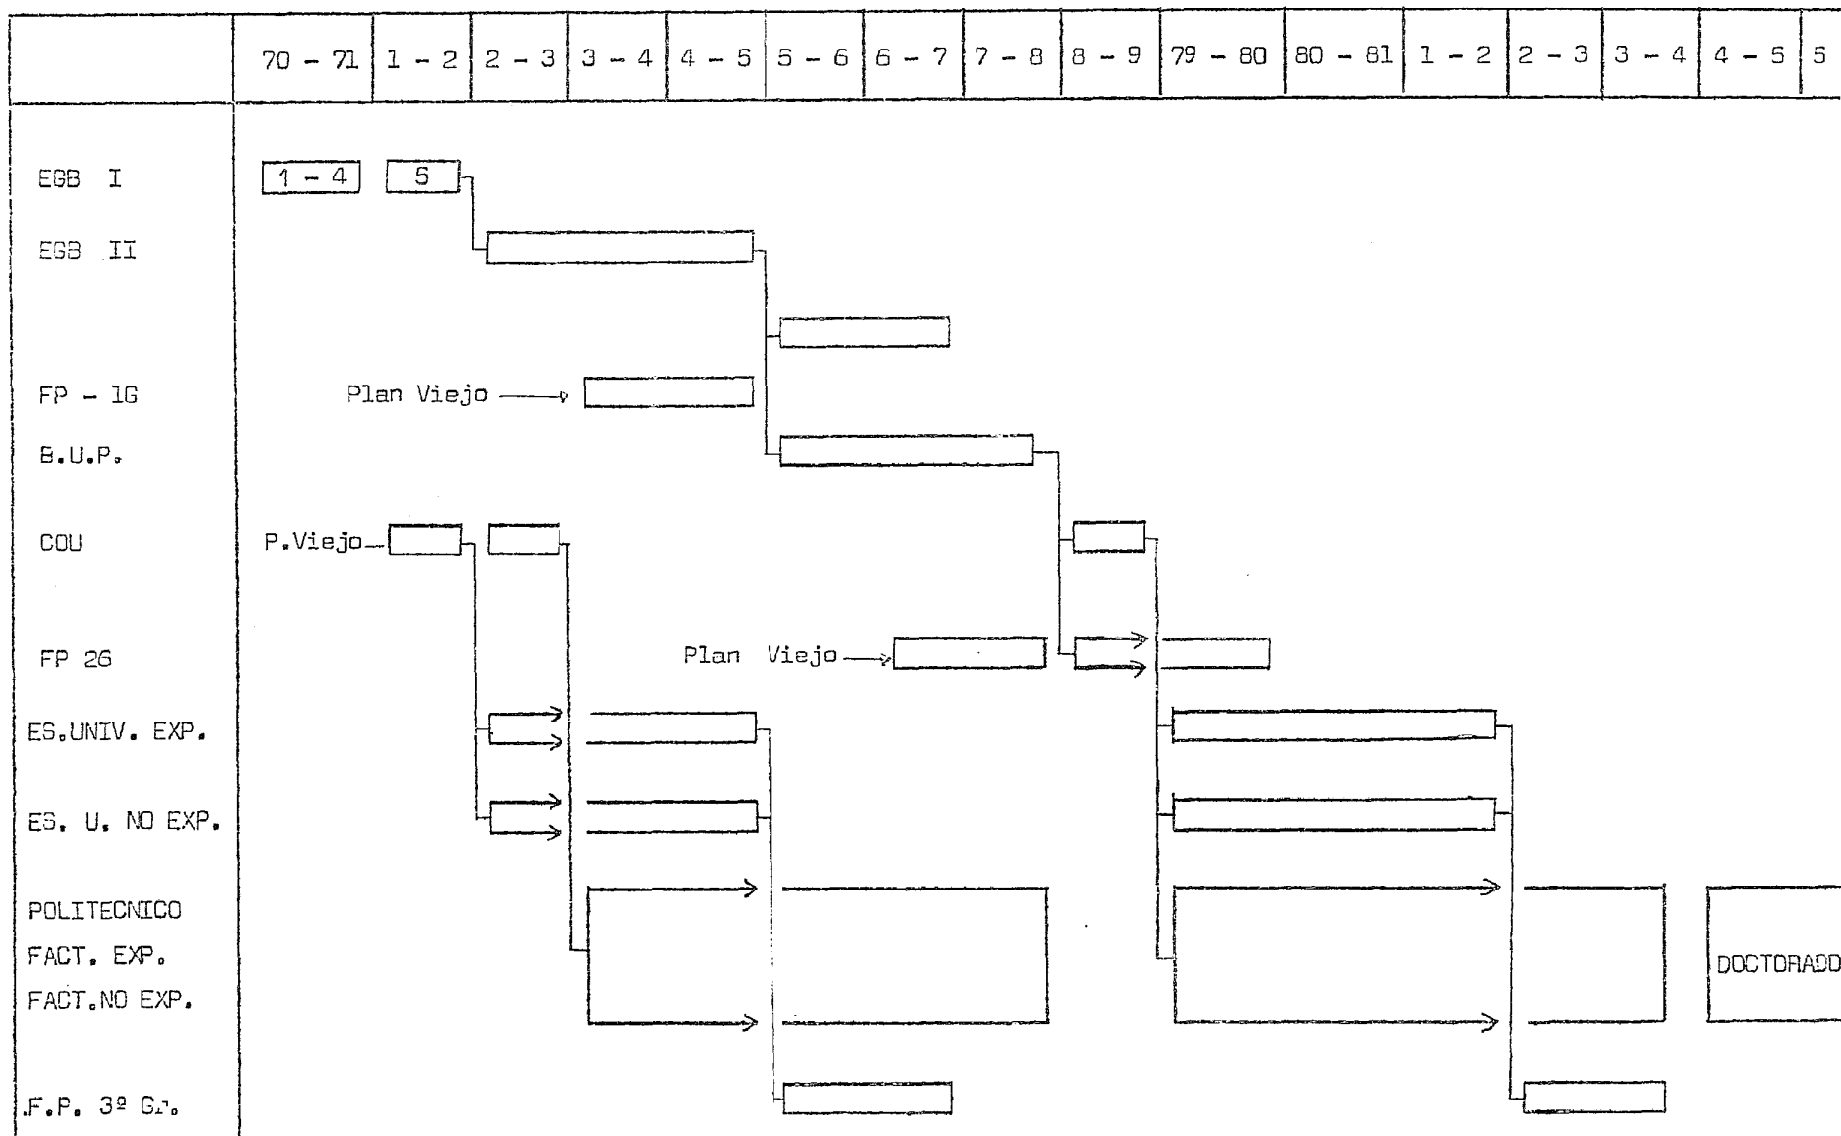 70 - 71 1 - 2 2 - 3 3 - 4 4 - 5 5 - 6 6 - 7 7 - 8 8 - 9 79 - 80 80 - 81 1 - 2 2 - 3 3 - 4 4 - 5 5
EGB I 1 - 4 5
EGB II
FP - 1G Plan Viejo
B.U.P.
COU P.Viejo
FP 2G Plan Viejo
ES.UNIV. EXP.
ES. U. NO EXP.
POLITECNICO
FACT. EXP. DOCTORADO
FACT.NO EXP.
F.P. 3º Gr.